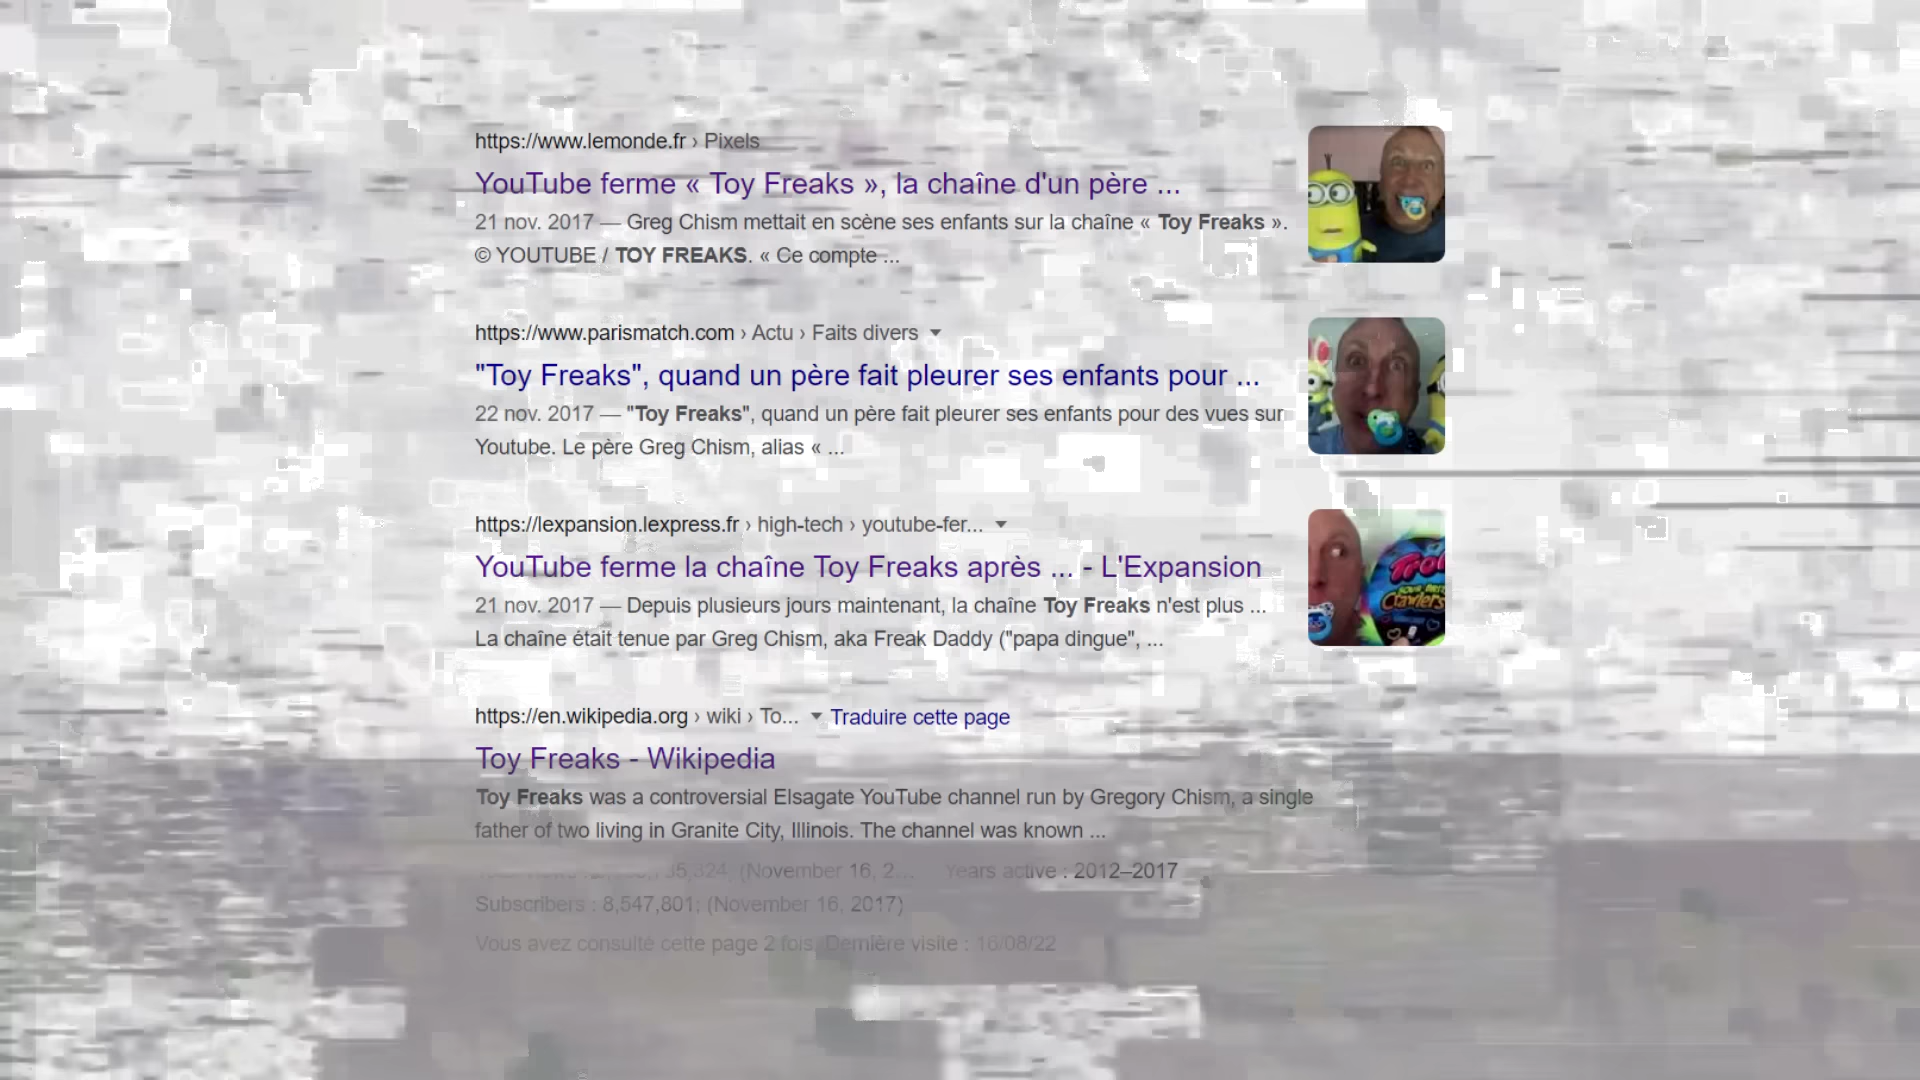 https://www.lemonde.fr › Pixels
YouTube ferme « Toy Freaks », la chaîne d'un père ...
21 nov. 2017 — Greg Chism mettait en scène ses enfants sur la chaîne « Toy Freaks ».
© YOUTUBE / TOY FREAKS. « Ce compte ...
https://www.parismatch.com › Actu › Faits divers
"Toy Freaks", quand un père fait pleurer ses enfants pour ...
22 nov. 2017 — "Toy Freaks", quand un père fait pleurer ses enfants pour des vues sur
Youtube. Le père Greg Chism, alias « ...
https://lexpansion.lexpress.fr › high-tech › youtube-fer...
YouTube ferme la chaîne Toy Freaks après ... - L'Expansion
21 nov. 2017 — Depuis plusieurs jours maintenant, la chaîne Toy Freaks n'est plus ...
La chaîne était tenue par Greg Chism, aka Freak Daddy ("papa dingue", ...
Crawlers
https://en.wikipedia.org › wiki › To... Traduire cette page
Toy Freaks - Wikipedia
Toy Freaks was a controversial Elsagate YouTube channel run by Gregory Chism, a single
father of two living in Granite City, Illinois. The channel was known ...
(November 16, 2... Years active : 2012–2017
Subscribers : 8,547,801; (November 16, 2017)
Vous avez consulté cette page 2 fois. Dernière visite : 16/08/22